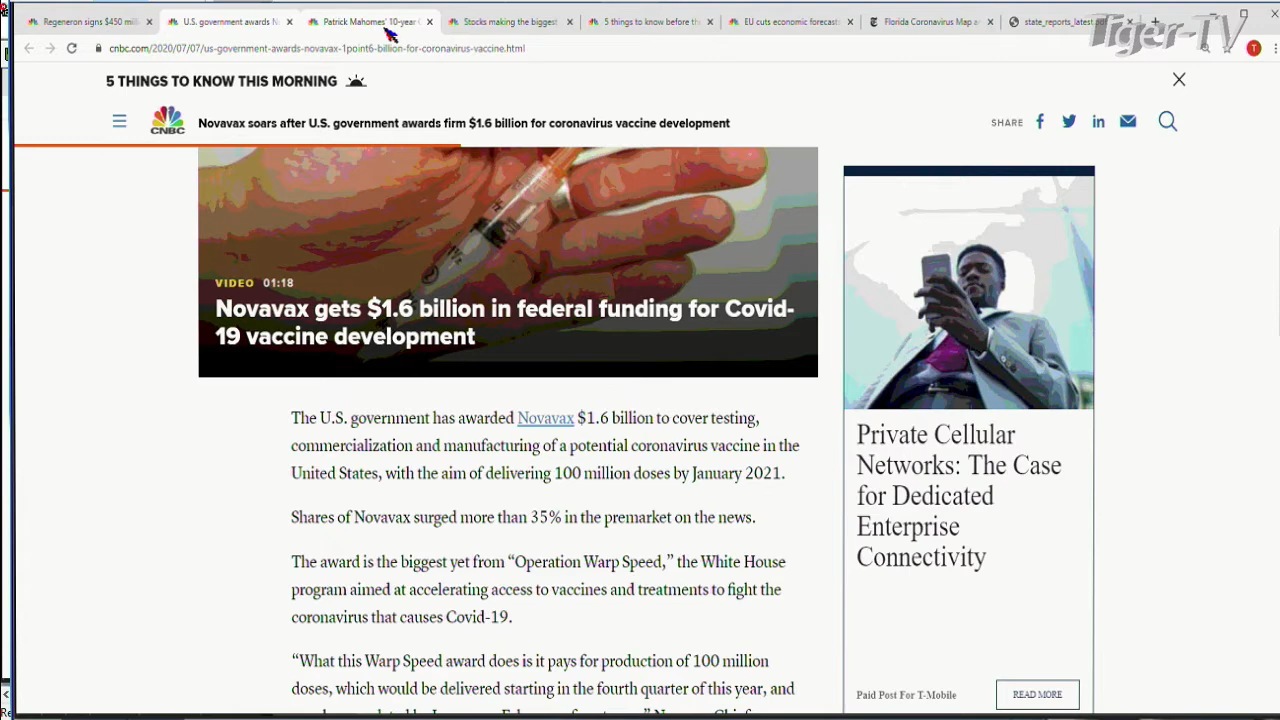 Regeneron signs $450 mill
U.S. government awards N
Patrick Mahomes' 10-year
Stocks making the biggest
5 things to know before th
EU cuts economic forecast
Florida Coronavirus Map a
state_reports_latest.pdf
Tiger-TV
cnbc.com/2020/07/07/us-government-awards-novavax-1point6-billion-for-coronavirus-vaccine.html
T
5 THINGS TO KNOW THIS MORNING
CNBC
Novavax soars after U.S. government awards firm $1.6 billion for coronavirus vaccine development
SHARE
VIDEO 01:18
Novavax gets $1.6 billion in federal funding for Covid-
19 vaccine development
The U.S. government has awarded Novavax $1.6 billion to cover testing,
commercialization and manufacturing of a potential coronavirus vaccine in the
United States, with the aim of delivering 100 million doses by January 2021.
Shares of Novavax surged more than 35% in the premarket on the news.
The award is the biggest yet from “Operation Warp Speed,” the White House
program aimed at accelerating access to vaccines and treatments to fight the
coronavirus that causes Covid-19.
“What this Warp Speed award does is it pays for production of 100 million
doses, which would be delivered starting in the fourth quarter of this year, and
Private Cellular
Networks: The Case
for Dedicated
Enterprise
Connectivity
Paid Post For T-Mobile
READ MORE